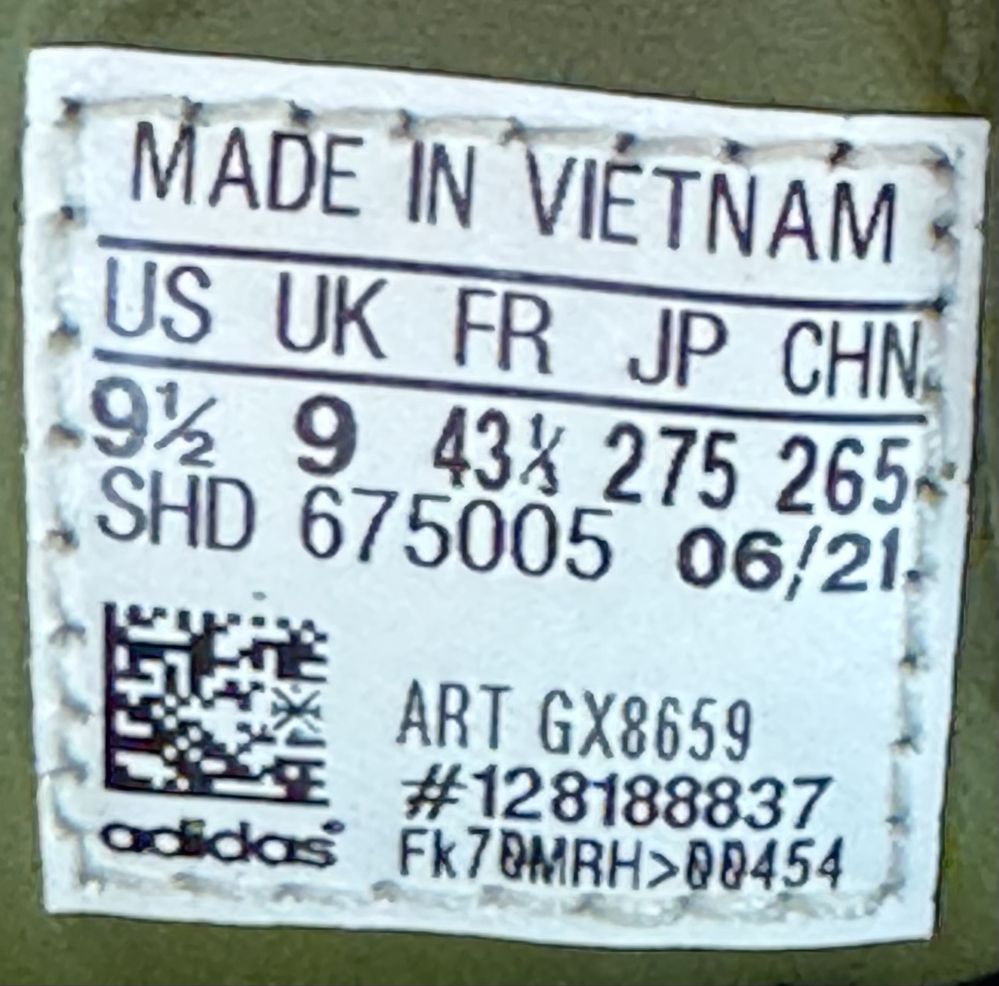 MADE IN VIETNAM
US UK FR JP CHN
9½ 9 43⅓ 275 265
SHD 675005 06/21
ART GX8659
#128188837
adidas Fk70MRH>00454